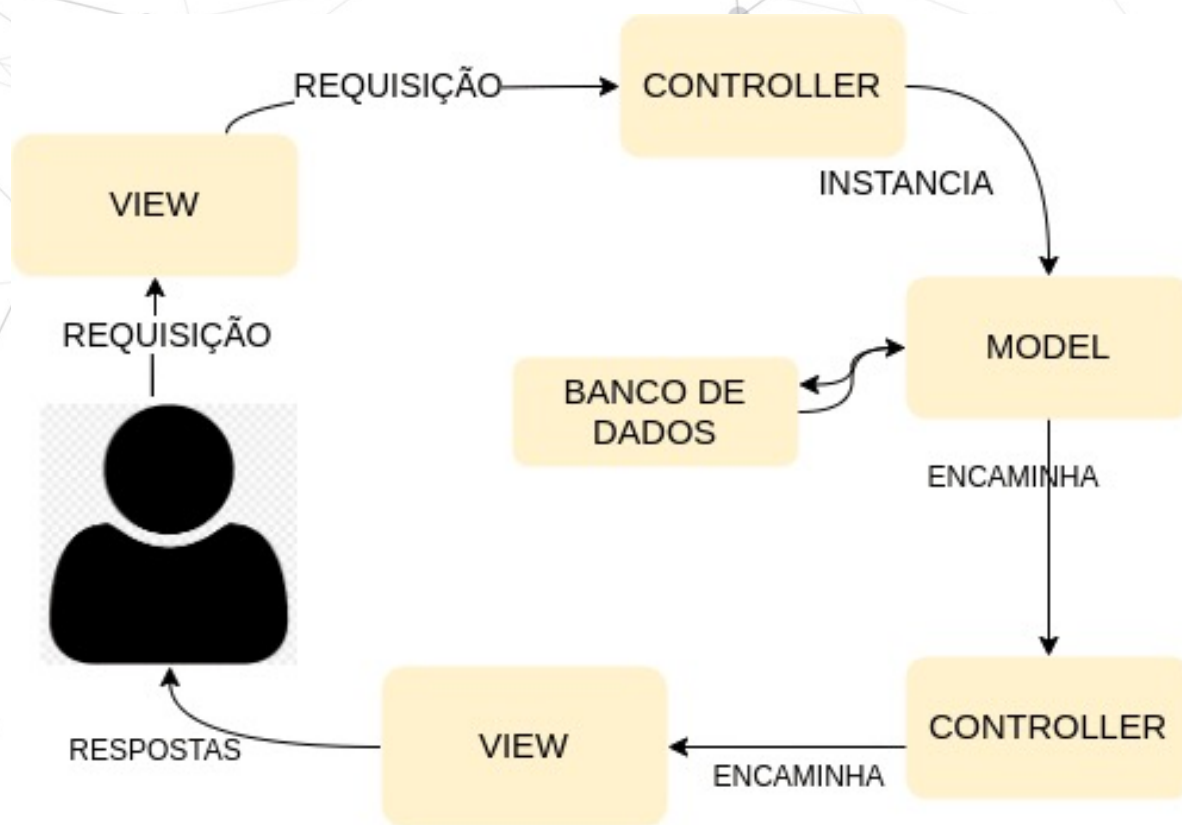 REQUISIÇÃO
CONTROLLER
INSTANCIA
VIEW
REQUISIÇÃO
MODEL
BANCO DE
DADOS
ENCAMINHA
CONTROLLER
ENCAMINHA
VIEW
RESPOSTAS